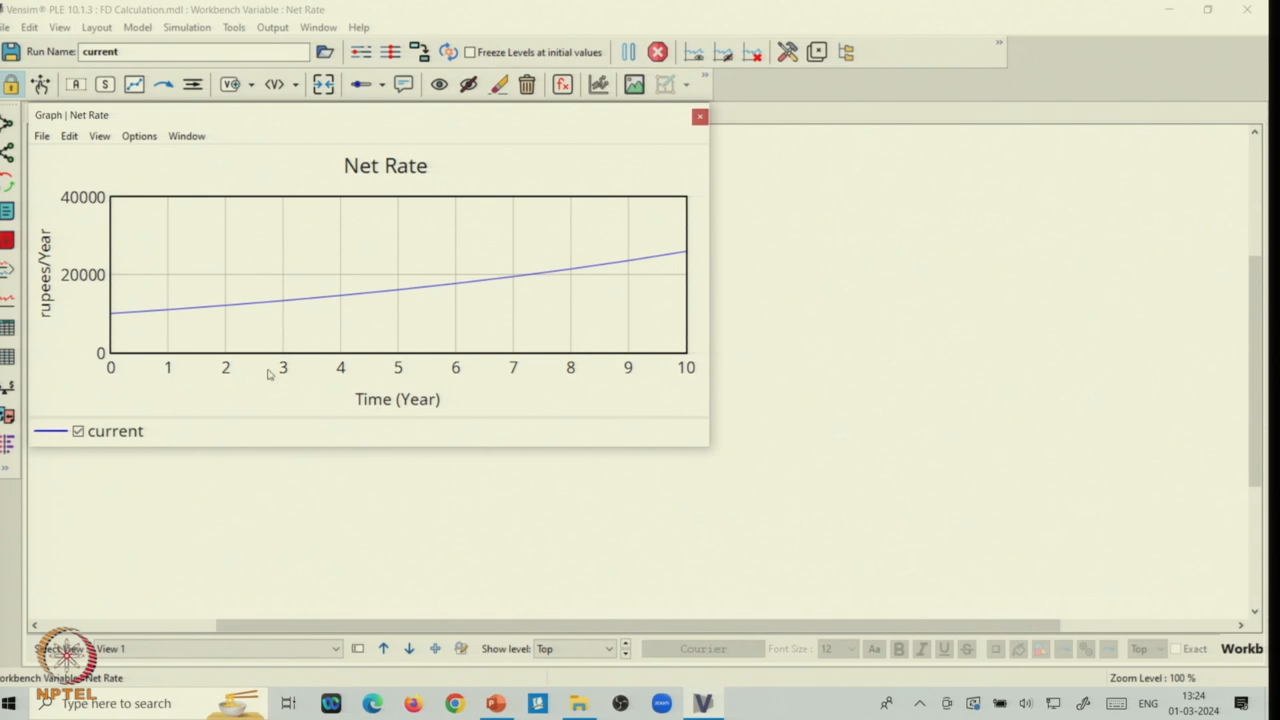 Vensim® PLE 10.1.3 : FD Calculation.mdl : Workbench Variable : Net Rate
ile Edit View Layout Model Simulation Tools Output Window Help
Run Name: current Freeze Levels at initial values
Graph | Net Rate
File Edit View Options Window
Net Rate
40000
20000
0
rupees/Year
0 1 2 3 4 5 6 7 8 9 10
Time (Year)
current
View 1 Show level: Top Courier Font Size : 12 Aa B I U S Top Exact Workb
orkbench Variable Net Rate Zoom Level : 100 %
NPTEL
Type here to search
zoom
ENG
13:24
01-03-2024